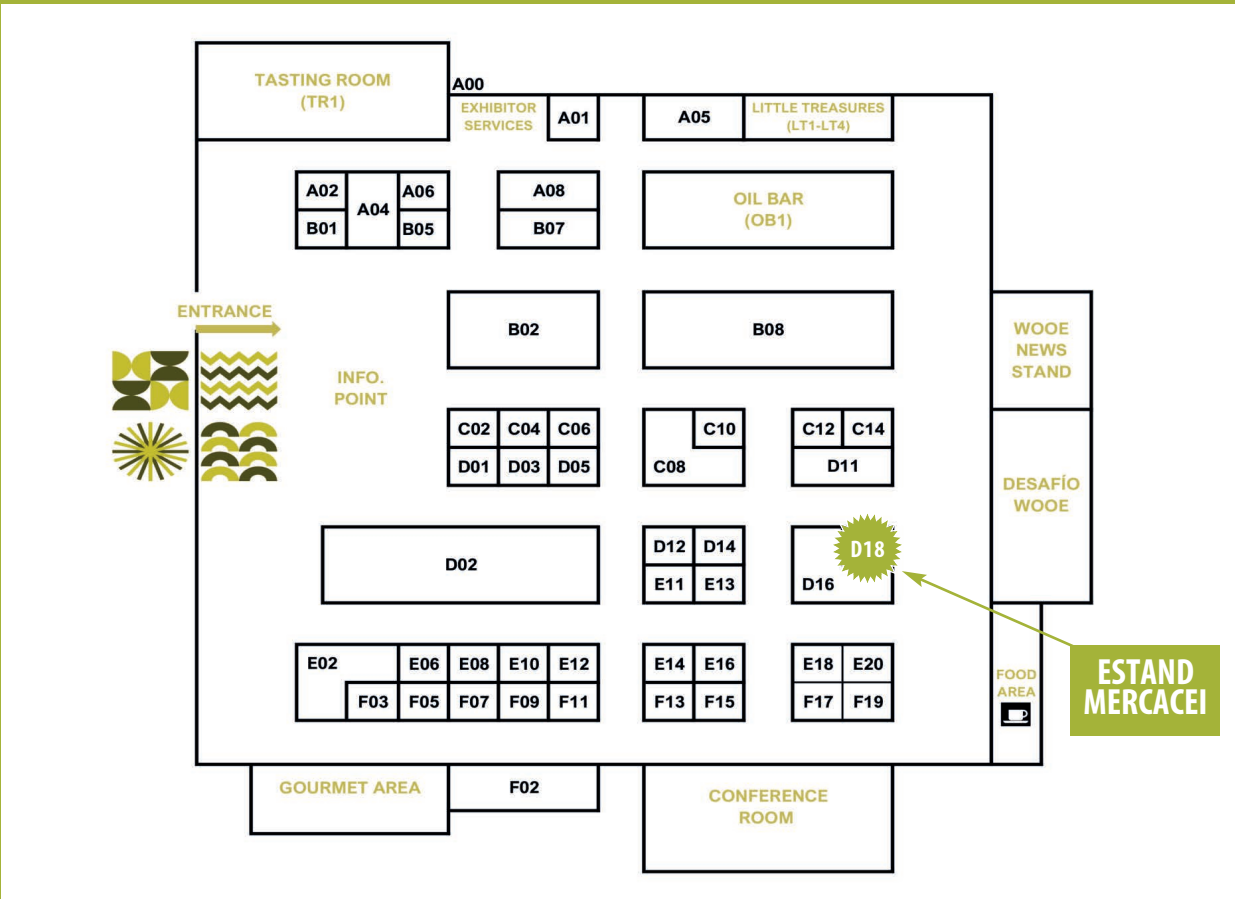 TASTING ROOM
(TR1)
A00
EXHIBITOR
SERVICES
A01
A05
LITTLE TREASURES
(LT1-LT4)
A02
A04
A06
B01
B05
A08
B07
OIL BAR
(OB1)
ENTRANCE
B02
B08
WOOE
NEWS
STAND
INFO.
POINT
C02 C04 C06
D01 D03 D05
C10
C08
C12 C14
D11
DESAFÍO
WOOE
D02
D12 D14
E11 E13
D18
D16
E02
E06 E08 E10 E12
F03 F05 F07 F09 F11
E14 E16
F13 F15
E18 E20
F17 F19
FOOD
AREA
ESTAND
MERCACEI
GOURMET AREA
F02
CONFERENCE
ROOM